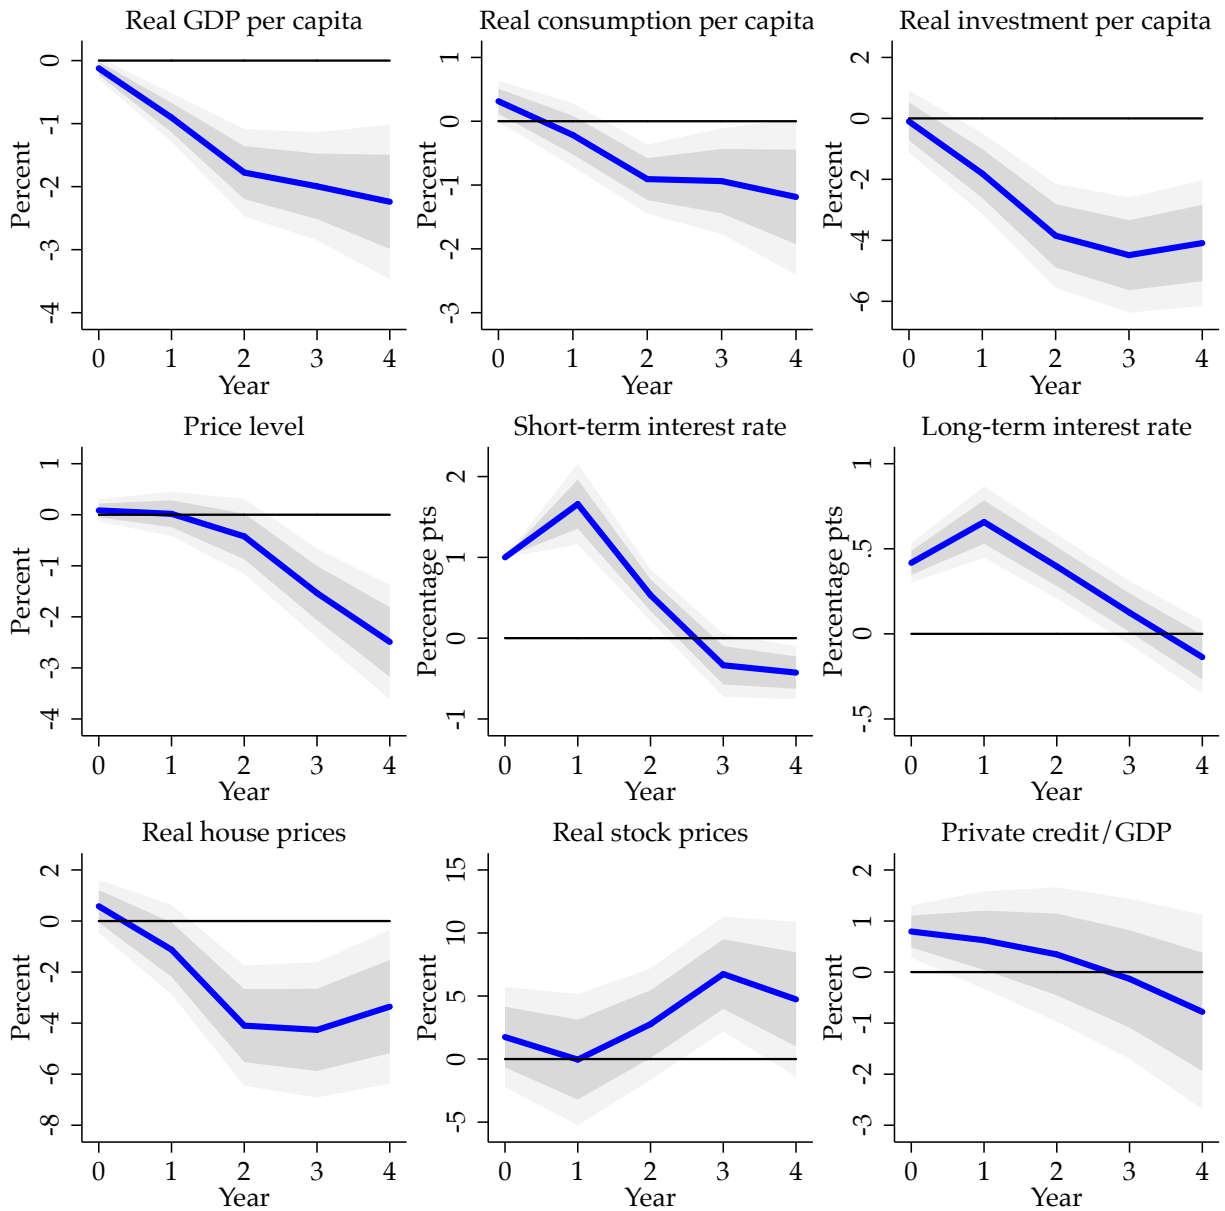 Real GDP per capita
Percent
0
-1
-2
-3
-4
0 1 2 3 4
Year
Real consumption per capita
Percent
1
0
-1
-2
-3
0 1 2 3 4
Year
Real investment per capita
Percent
2
0
-2
-4
-6
0 1 2 3 4
Year
Price level
Percent
1
0
-1
-2
-3
-4
0 1 2 3 4
Year
Short-term interest rate
Percentage pts
2
1
0
-1
0 1 2 3 4
Year
Long-term interest rate
Percentage pts
1
.5
0
-.5
0 1 2 3 4
Year
Real house prices
Percent
2
0
-2
-4
-6
-8
0 1 2 3 4
Year
Real stock prices
Percent
15
10
5
0
-5
0 1 2 3 4
Year
Private credit/GDP
Percent
2
1
0
-1
-2
-3
0 1 2 3 4
Year